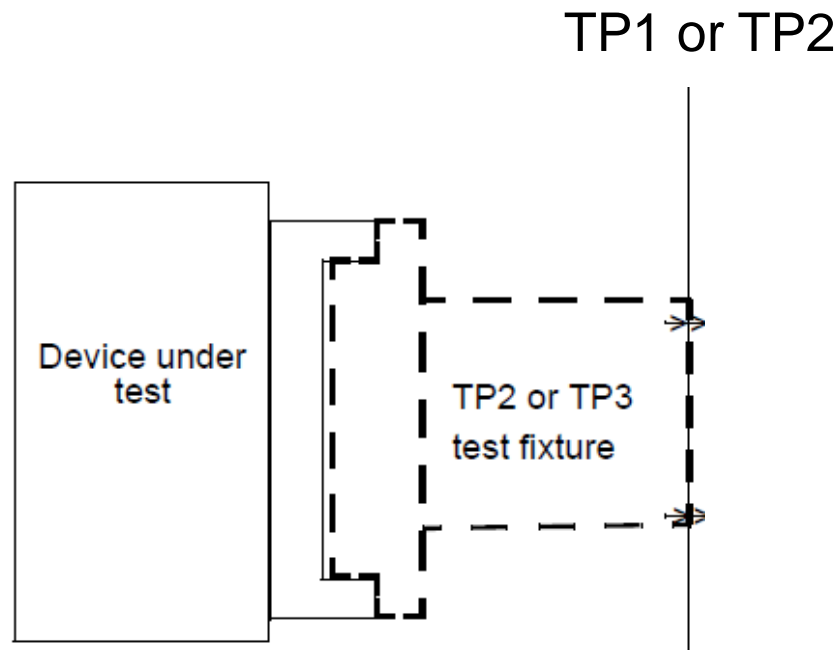 TP1 or TP2
Device under
test
TP2 or TP3
test fixture